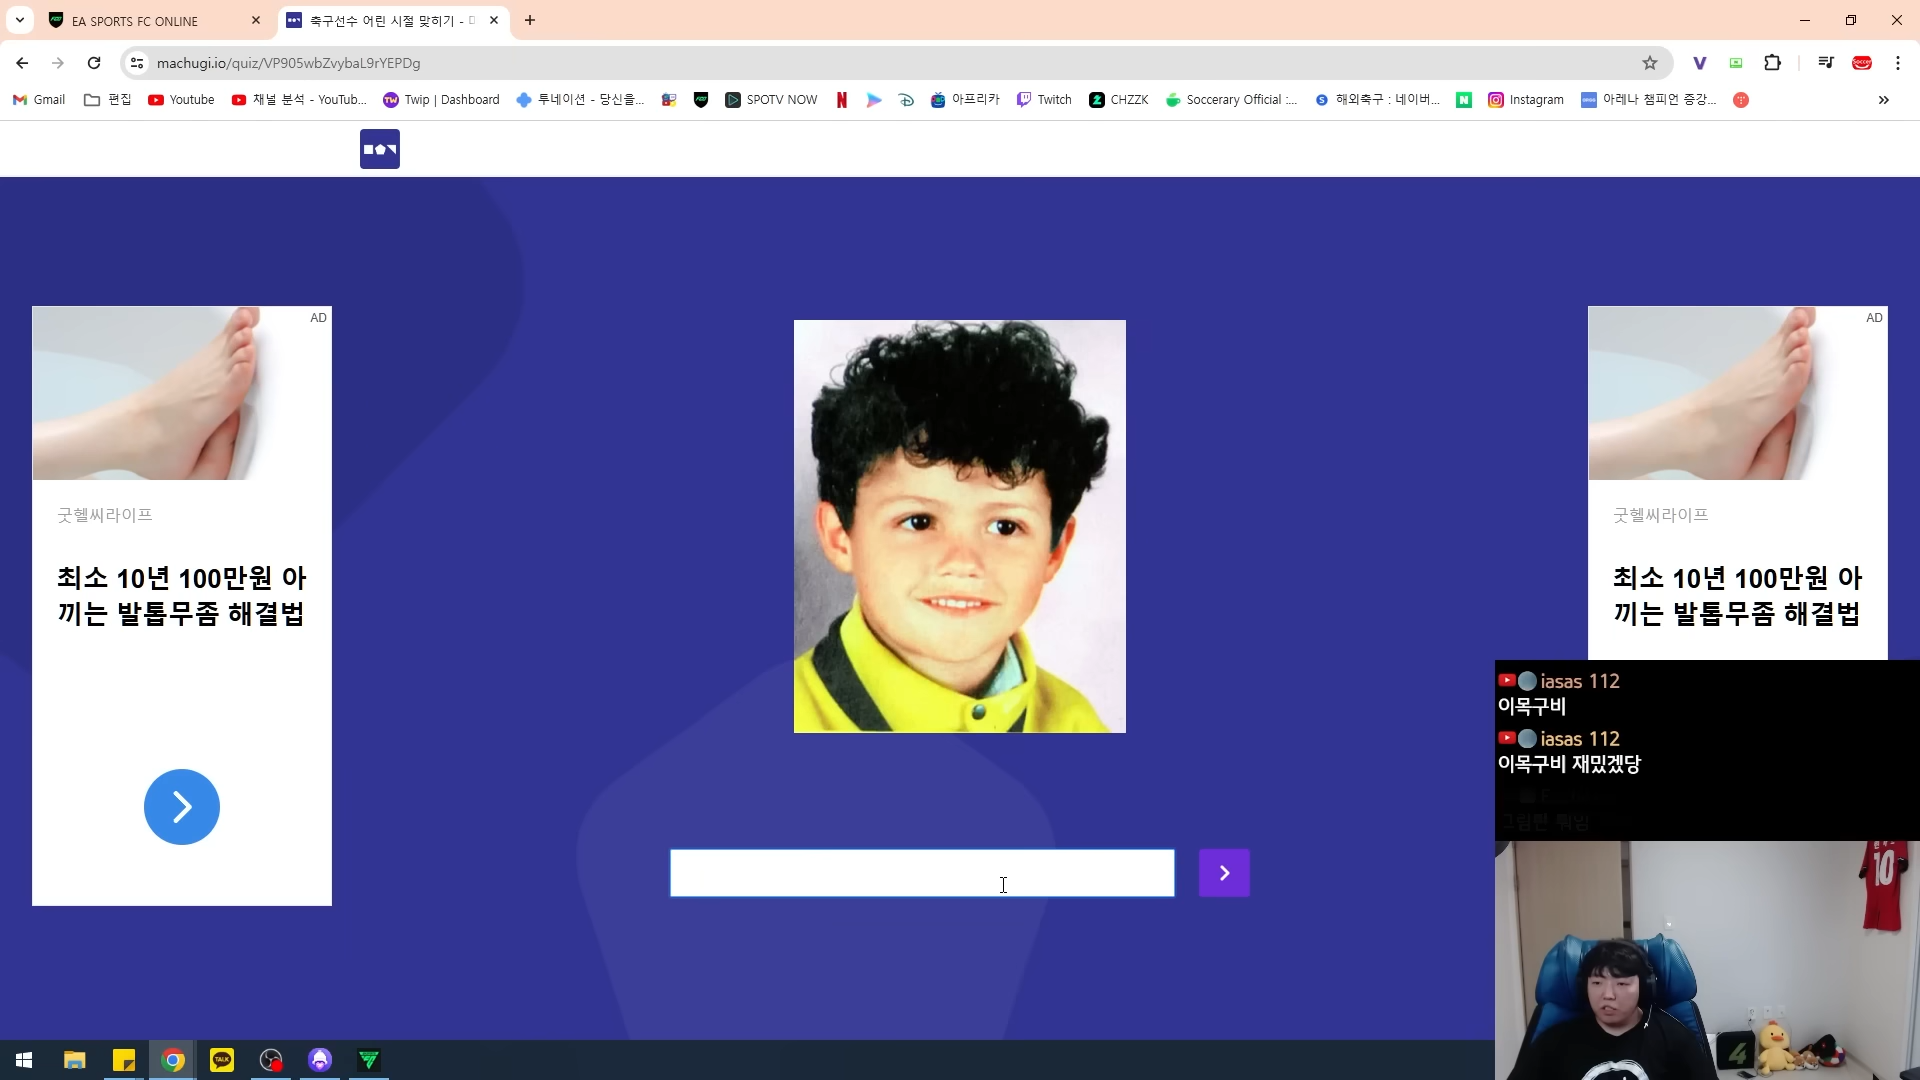 EA SPORTS FC ONLINE
축구선수 어린 시절 맞히기 -
machugi.io/quiz/VP905wbZvybaL9rYEPDg
Gmail
편집
Youtube
채널 분석 - YouTub...
TW
Twip | Dashboard
투네이션 - 당신을...
SPOTV NOW
N
아프리카
Twitch
CHZZK
Soccerary Official :...
해외축구 : 네이버...
N
Instagram
아레나 챔피언 증강...
AD
굿헬씨라이프
최소 10년 100만원 아
끼는 발톱무좀 해결법
AD
굿헬씨라이프
최소 10년 100만원 아
끼는 발톱무좀 해결법
iasas 112
이목구비
iasas 112
이목구비 재밌겠당
10
4
TALK